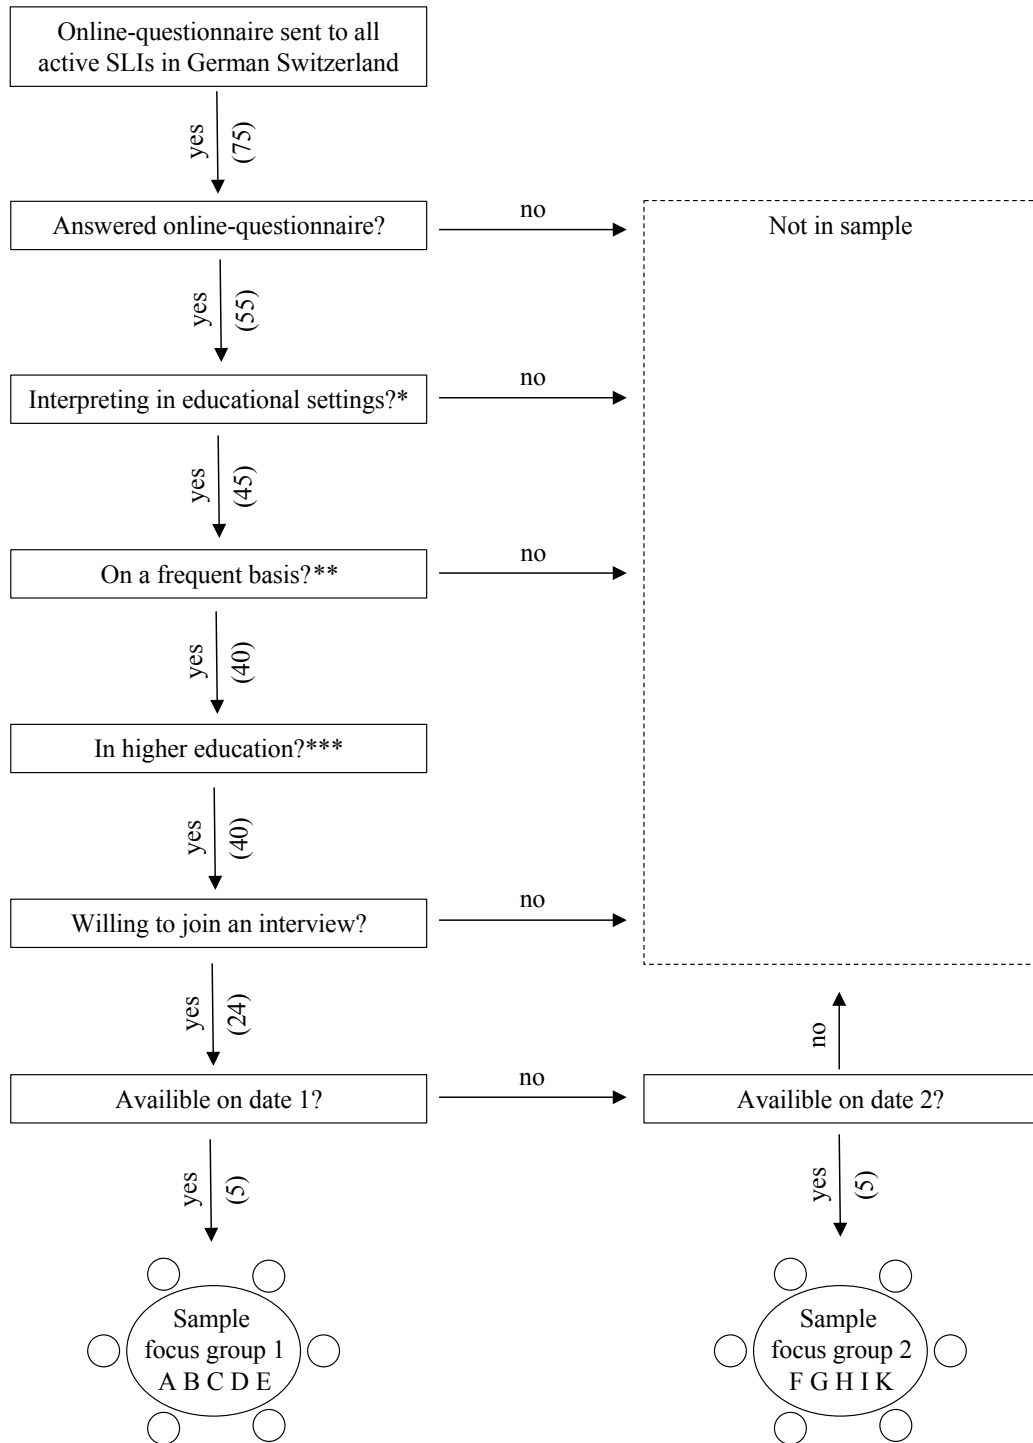 Online-questionnaire sent to all
active SLIs in German Switzerland
yes
(75)
Answered online-questionnaire?
no
Not in sample
yes
(55)
Interpreting in educational settings?*
no
yes
(45)
On a frequent basis?**
no
yes
(40)
In higher education?***
yes
(40)
Willing to join an interview?
no
yes
(24)
no
Availible on date 1?
no
Availible on date 2?
yes
(5)
yes
(5)
Sample
focus group 1
A B C D E
Sample
focus group 2
F G H I K